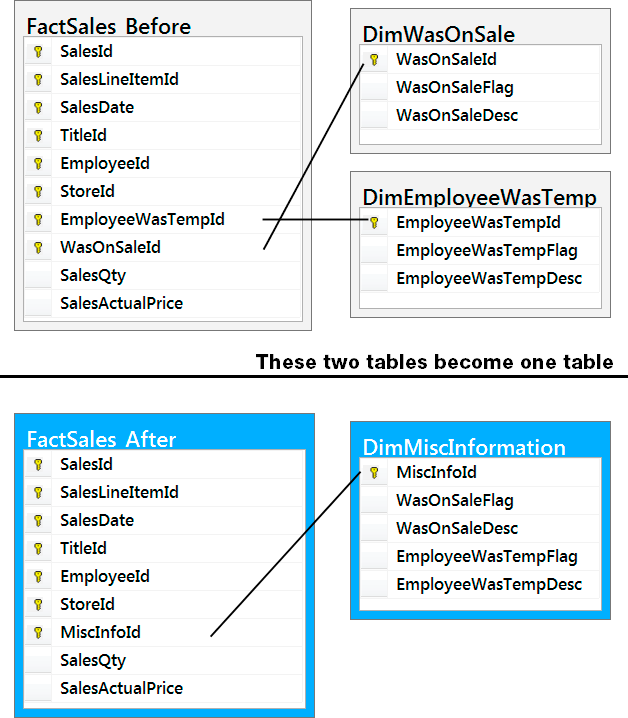 FactSales_Before
SalesId
SalesLineItemId
SalesDate
TitleId
EmployeeId
StoreId
EmployeeWasTempId
WasOnSaleId
SalesQty
SalesActualPrice
DimWasOnSale
WasOnSaleId
WasOnSaleFlag
WasOnSaleDesc
DimEmployeeWasTemp
EmployeeWasTempId
EmployeeWasTempFlag
EmployeeWasTempDesc
These two tables become one table
FactSales_After
SalesId
SalesLineItemId
SalesDate
TitleId
EmployeeId
StoreId
MiscInfoId
SalesQty
SalesActualPrice
DimMiscInformation
MiscInfoId
WasOnSaleFlag
WasOnSaleDesc
EmployeeWasTempFlag
EmployeeWasTempDesc